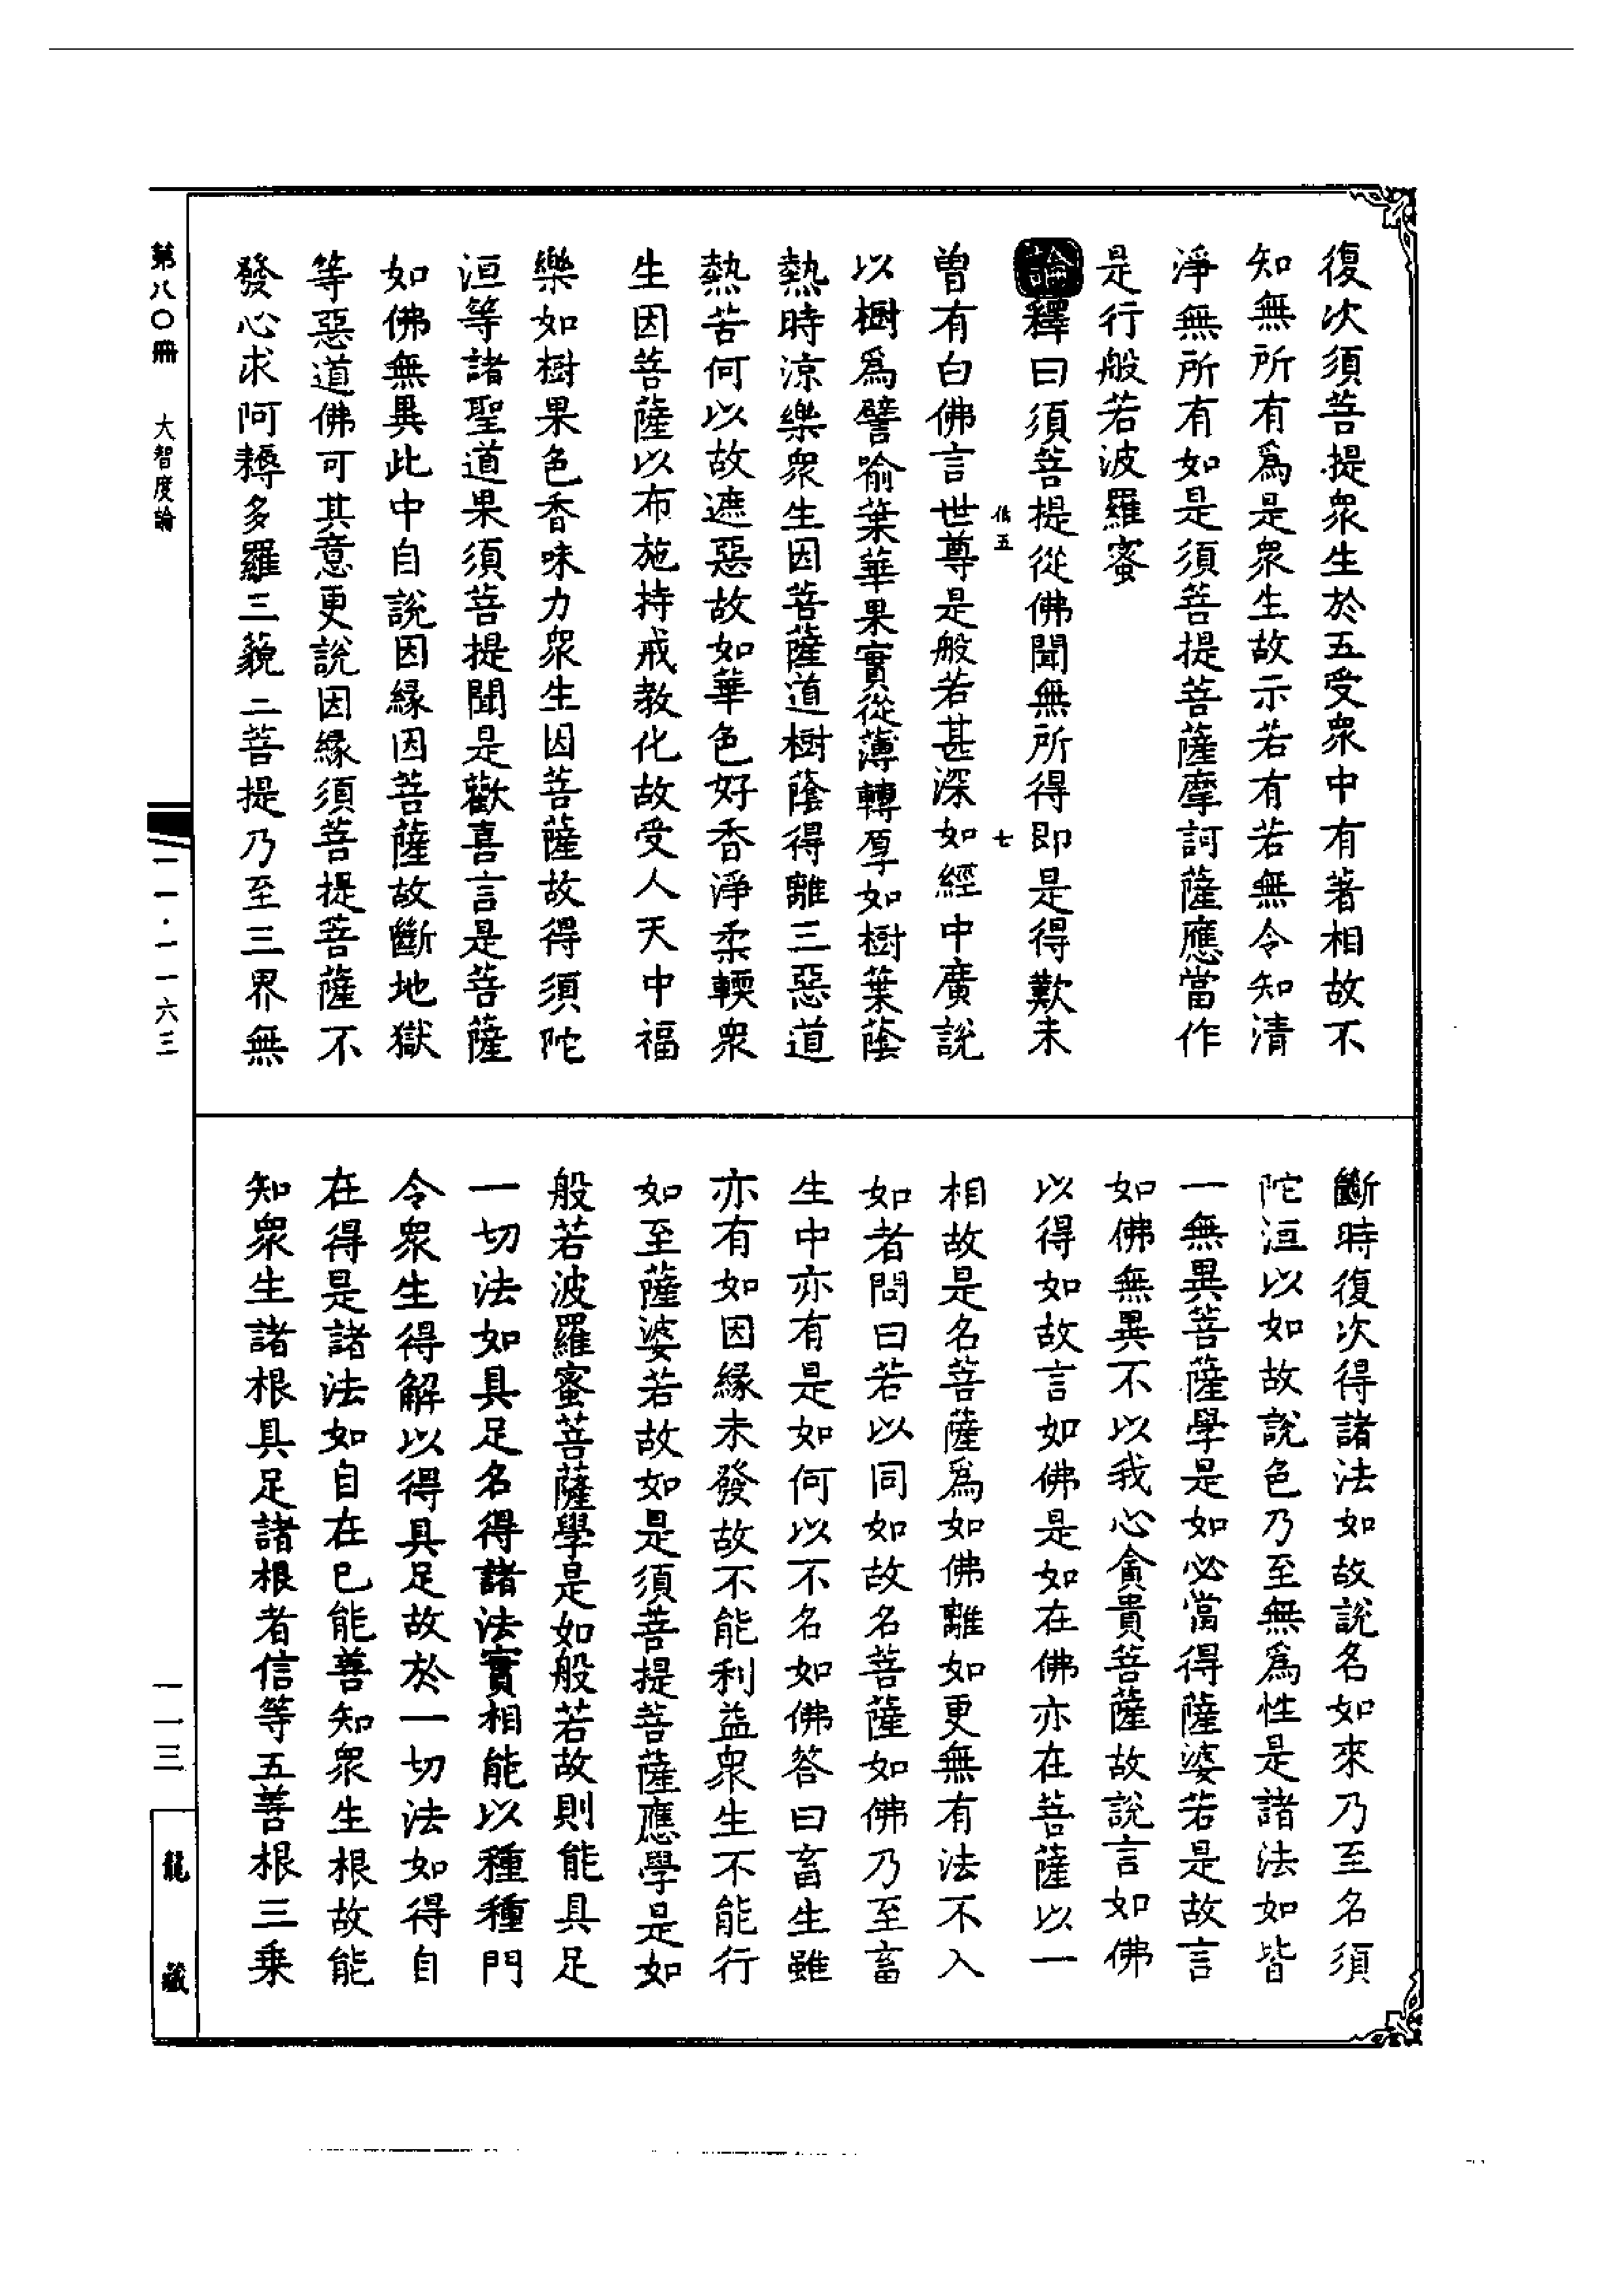 復次須菩提衆生於五受衆中有著相故不
知無所有爲是衆生故示若有若無令知清
淨無所有如是須菩提菩薩摩訶薩應當作
是行般若波羅蜜
論釋曰須菩提從佛聞無所得即是得歎未
五 七
曾有白佛言世尊是般若甚深如經中廣說
以樹爲譬喻葉華果實從薄轉厚如樹葉蔭
熱時涼樂衆生因菩薩道樹蔭得離三惡道
熱苦何以故遮惡故如華色好香淨柔輭衆
生因菩薩以布施持戒教化故受人天中福
樂如樹果色香味力衆生因菩薩故得須陀
洹等諸聖道果須菩提聞是歡喜言是菩薩
如佛無異此中自說因緣因菩薩故斷地獄
等惡道佛可其意更說因緣須菩提菩薩不
發心求阿耨多羅三藐三菩提乃至三界無
斷時復次得諸法如故說名如來乃至名須
陀洹以如故說色乃至無爲性是諸法如皆
一無異菩薩學是如必當得薩婆若是故言
如佛無異不以我心貪貴菩薩故說言如佛
以得如故言如佛是如在佛亦在菩薩以一
相故是名菩薩爲如佛離如更無有法不入
如者問曰若以同如故名菩薩如佛乃至畜
生中亦有是如何以不名如佛答曰畜生雖
亦有如因緣未發故不能利益衆生不能行
如至薩婆若故如是須菩提菩薩應學是如
般若波羅蜜菩薩學是如般若故則能具足
一切法如具足名得諸法實相能以種種門
令衆生得解以得具足故於一切法如得自
在得是諸法如自在已能善知衆生根故能
知衆生諸根具足諸根者信等五善根三乘
第八〇冊 大智度論
一一·一一六三
一一三
龍藏